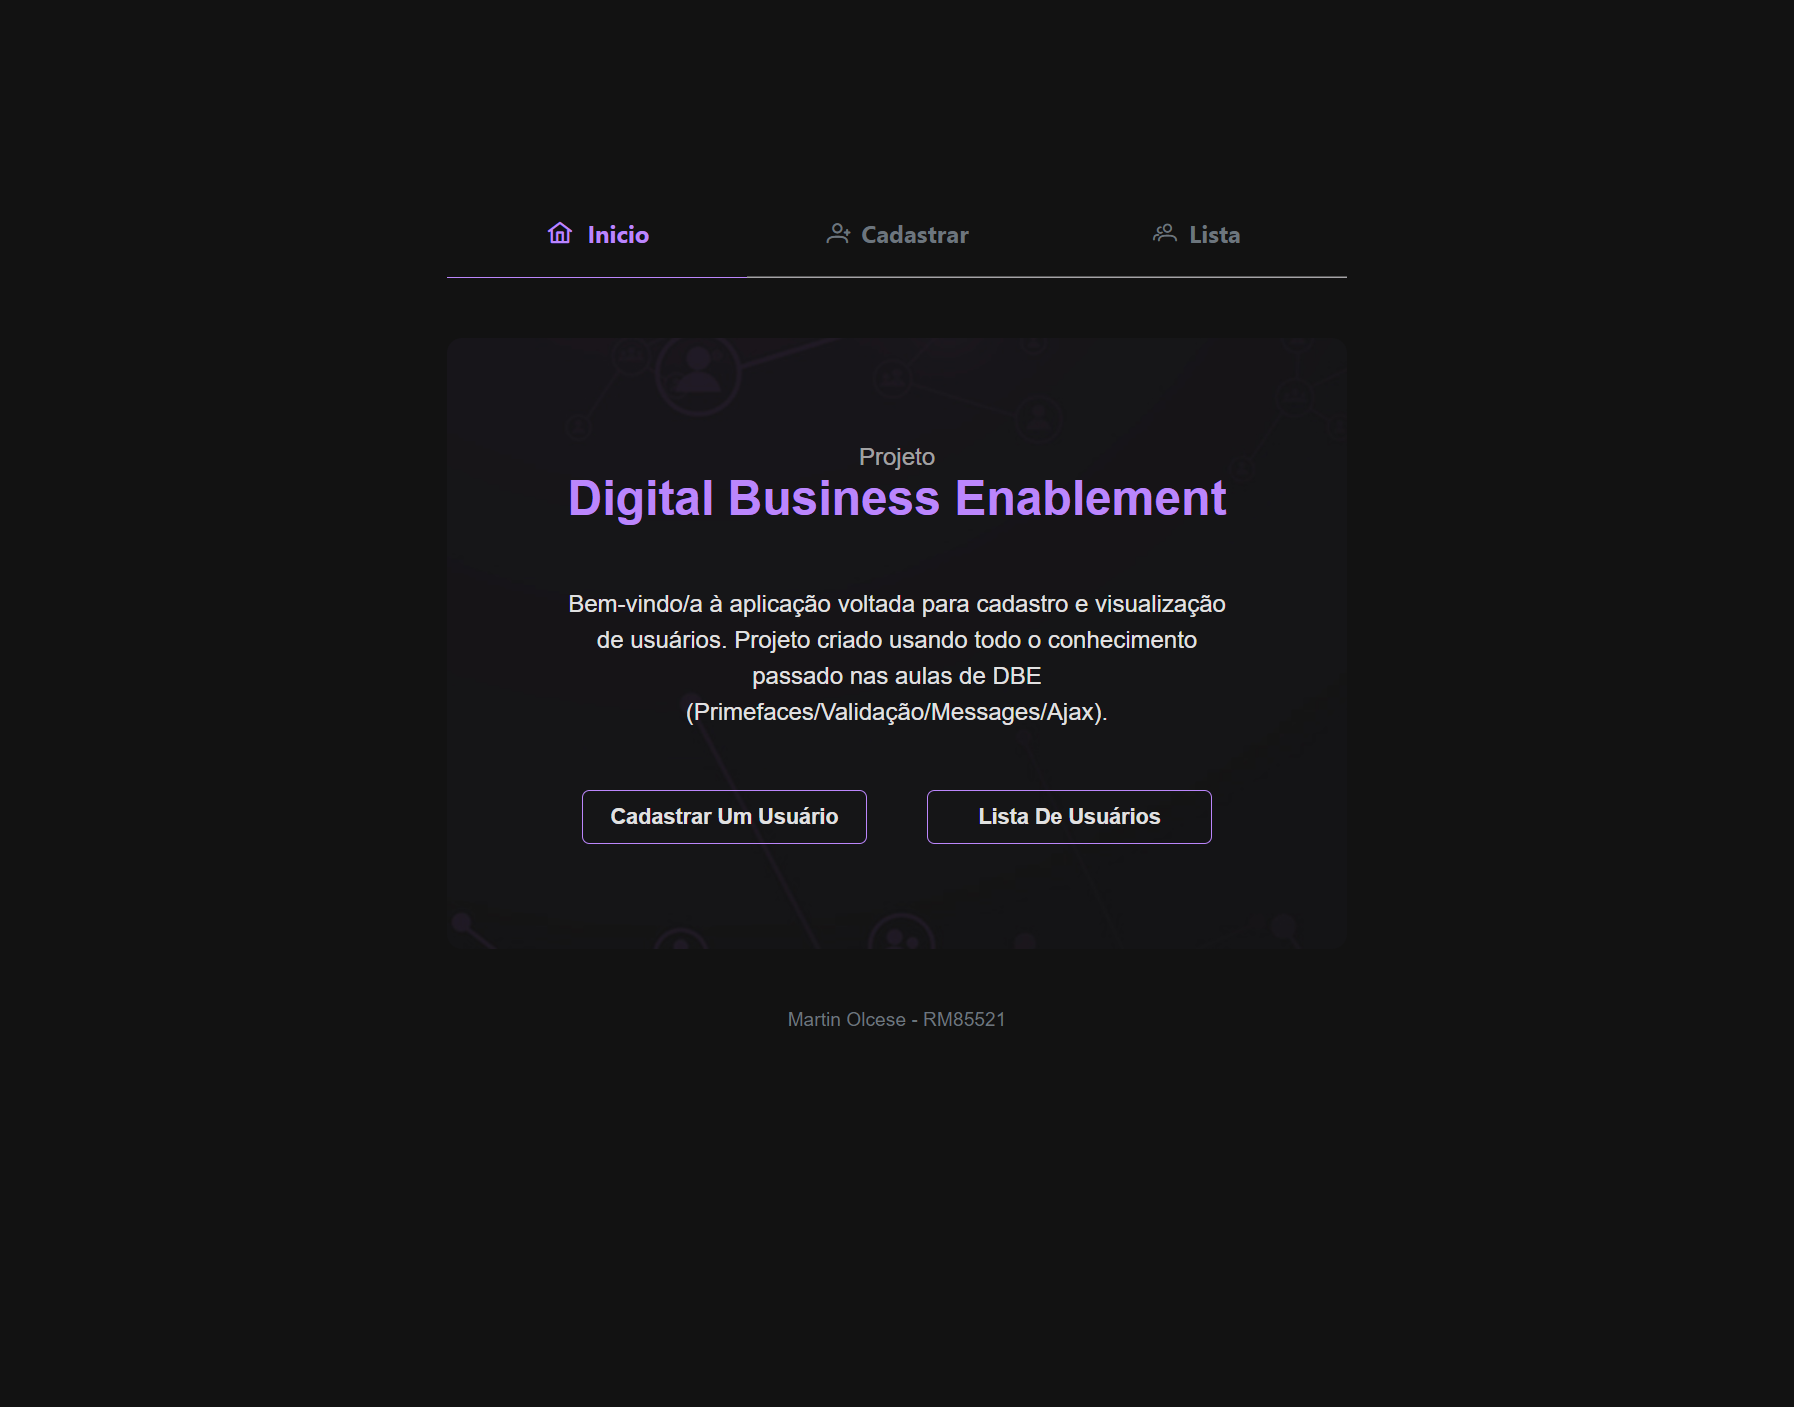 Inicio
Cadastrar
Lista
Projeto
Digital Business Enablement
Bem-vindo/a à aplicação voltada para cadastro e visualização
de usuários. Projeto criado usando todo o conhecimento
passado nas aulas de DBE
(Primefaces/Validação/Messages/Ajax).
Cadastrar Um Usuário
Lista De Usuários
Martin Olcese - RM85521